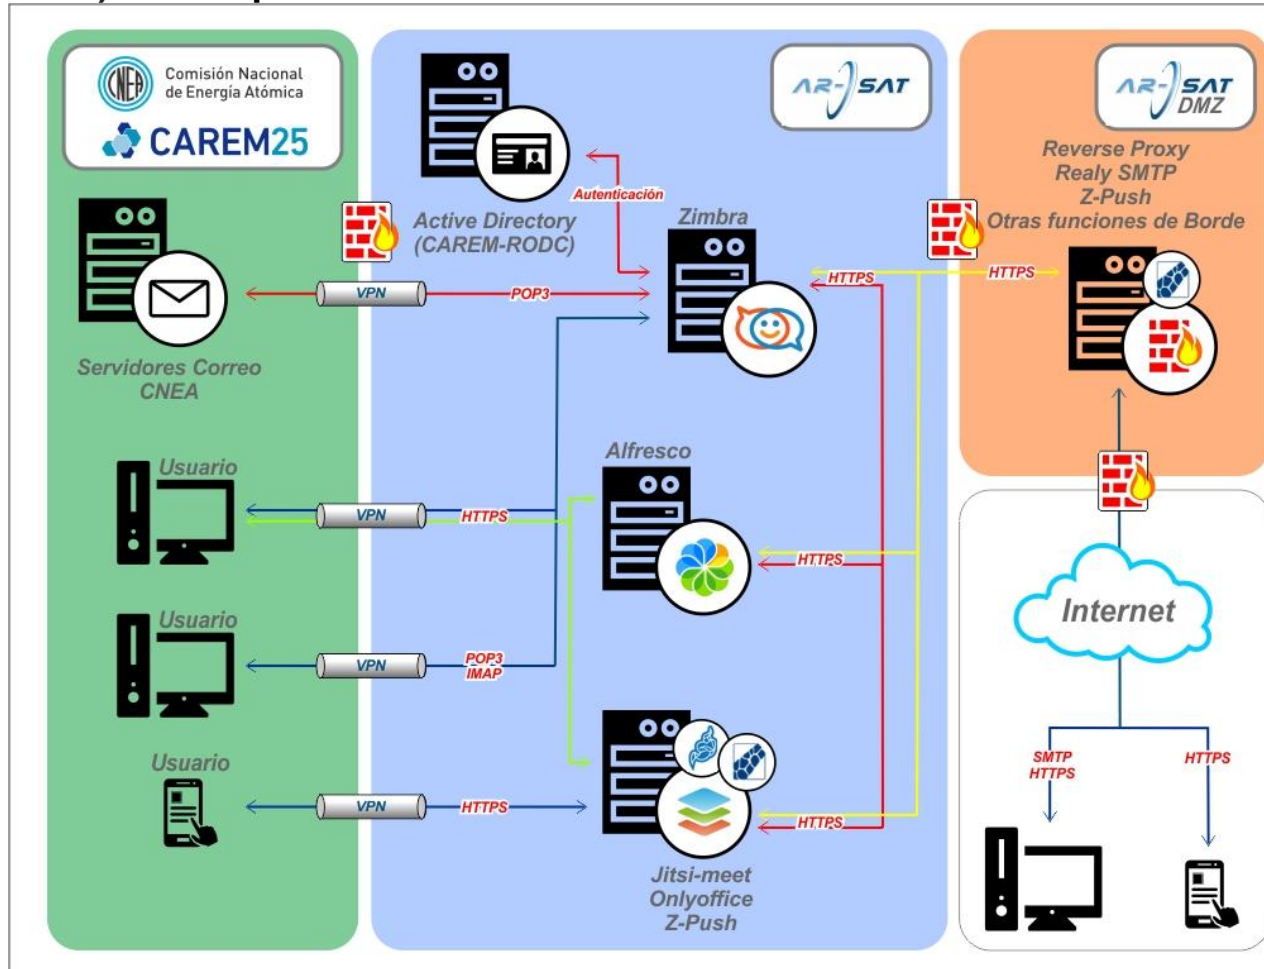 CNEA
Comisión Nacional
de Energía Atómica
CAREM25
AR-SAT
AR-SAT
DMZ
Reverse Proxy
Realy SMTP
Z-Push
Otras funciones de Borde
Autenticación
Active Directory
(CAREM-RODC)
Zimbra
HTTPS
HTTPS
VPN
POP3
Servidores Correo
CNEA
Alfresco
Usuario
VPN
HTTPS
HTTPS
Internet
Usuario
VPN
POP3
IMAP
Usuario
VPN
HTTPS
HTTPS
SMTP
HTTPS
HTTPS
Jitsi-meet
Onlyoffice
Z-Push